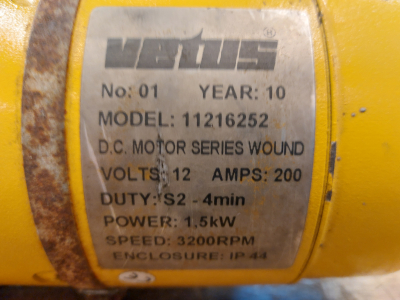 vetus®
No: 01 YEAR: 10
MODEL: 11216252
D.C. MOTOR SERIES WOUND
VOLTS: 12 AMPS: 200
DUTY: S2 - 4min
POWER: 1,5kW
SPEED: 3200RPM
ENCLOSURE: IP 44